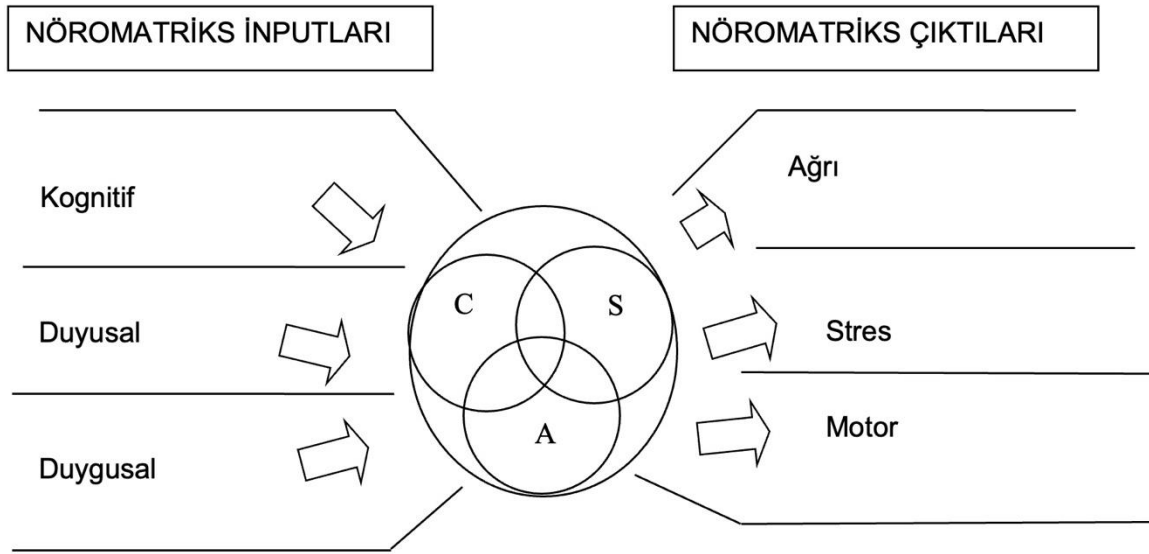 NÖROMATRİKS İNPUTLARI
NÖROMATRİKS ÇIKTILARI
Kognitif
Duyusal
Duygusal
C
S
A
Ağrı
Stres
Motor